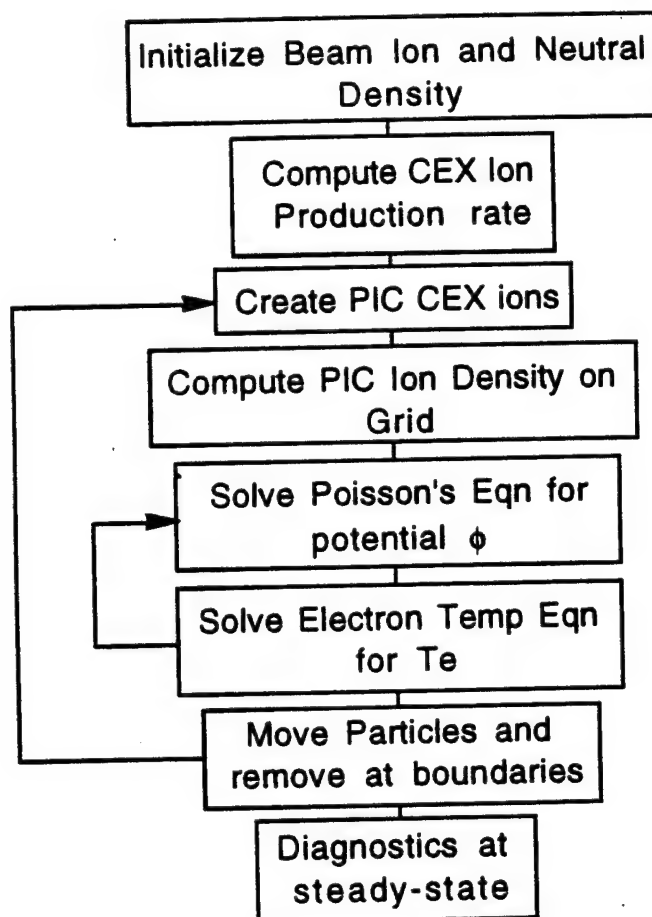 Initialize Beam Ion and Neutral
Density
Compute CEX Ion
Production rate
Create PIC CEX ions
Compute PIC Ion Density on
Grid
Solve Poisson's Eqn for
potential ϕ
Solve Electron Temp Eqn
for Te
Move Particles and
remove at boundaries
Diagnostics at
steady-state